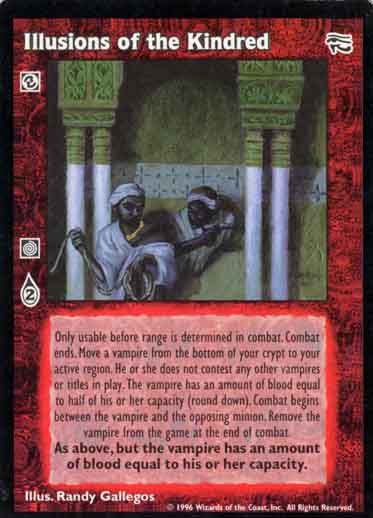 Illusions of the Kindred
2
Only usable before range is determined in combat. Combat
ends. Move a vampire from the bottom of your crypt to your
active region. He or she does not contest any other vampires
or titles in play. The vampire has an amount of blood equal
to half of his or her capacity (round down). Combat begins
between the vampire and the opposing minion. Remove the
vampire from the game at the end of combat.
As above, but the vampire has an amount
of blood equal to his or her capacity.
Illus. Randy Gallegos
© 1996 Wizards of the Coast, Inc. All Rights Reserved.